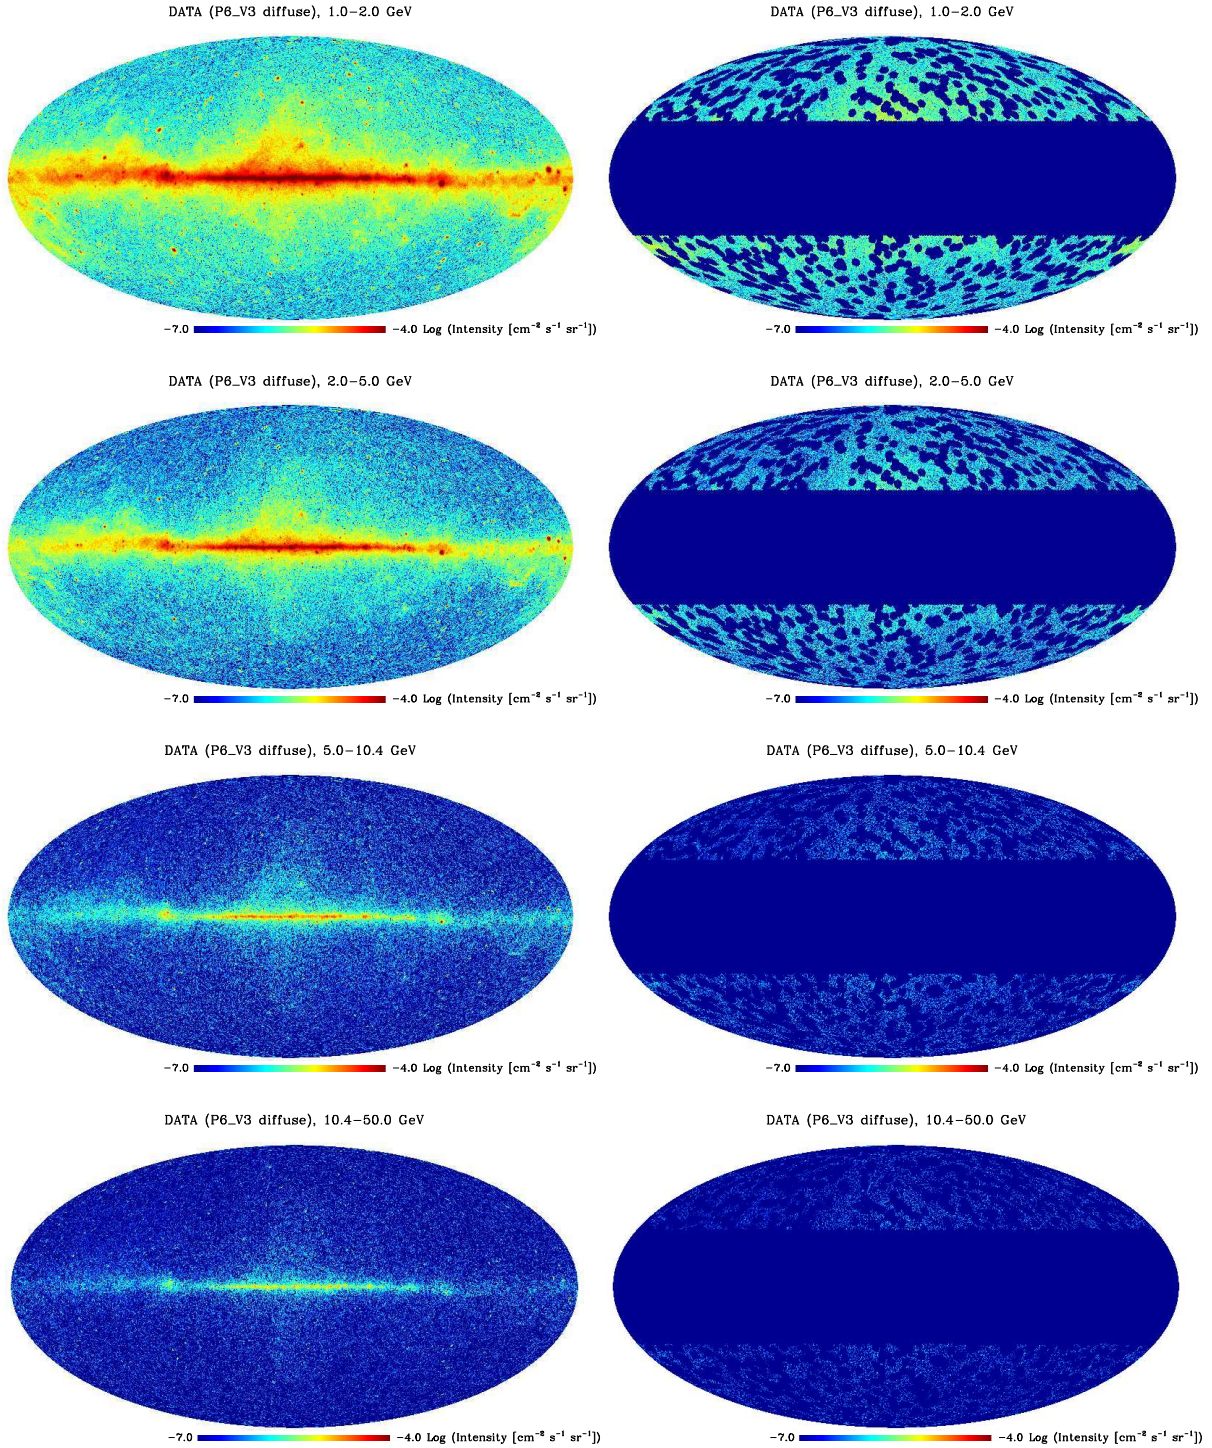 DATA (P6_V3 diffuse), 1.0−2.0 GeV
DATA (P6_V3 diffuse), 1.0−2.0 GeV
−7.0 −4.0 Log (Intensity [cm⁻² s⁻¹ sr⁻¹])
−7.0 −4.0 Log (Intensity [cm⁻² s⁻¹ sr⁻¹])
DATA (P6_V3 diffuse), 2.0−5.0 GeV
DATA (P6_V3 diffuse), 2.0−5.0 GeV
−7.0 −4.0 Log (Intensity [cm⁻² s⁻¹ sr⁻¹])
−7.0 −4.0 Log (Intensity [cm⁻² s⁻¹ sr⁻¹])
DATA (P6_V3 diffuse), 5.0−10.4 GeV
DATA (P6_V3 diffuse), 5.0−10.4 GeV
−7.0 −4.0 Log (Intensity [cm⁻² s⁻¹ sr⁻¹])
−7.0 −4.0 Log (Intensity [cm⁻² s⁻¹ sr⁻¹])
DATA (P6_V3 diffuse), 10.4−50.0 GeV
DATA (P6_V3 diffuse), 10.4−50.0 GeV
−7.0 −4.0 Log (Intensity [cm⁻² s⁻¹ sr⁻¹])
−7.0 −4.0 Log (Intensity [cm⁻² s⁻¹ sr⁻¹])